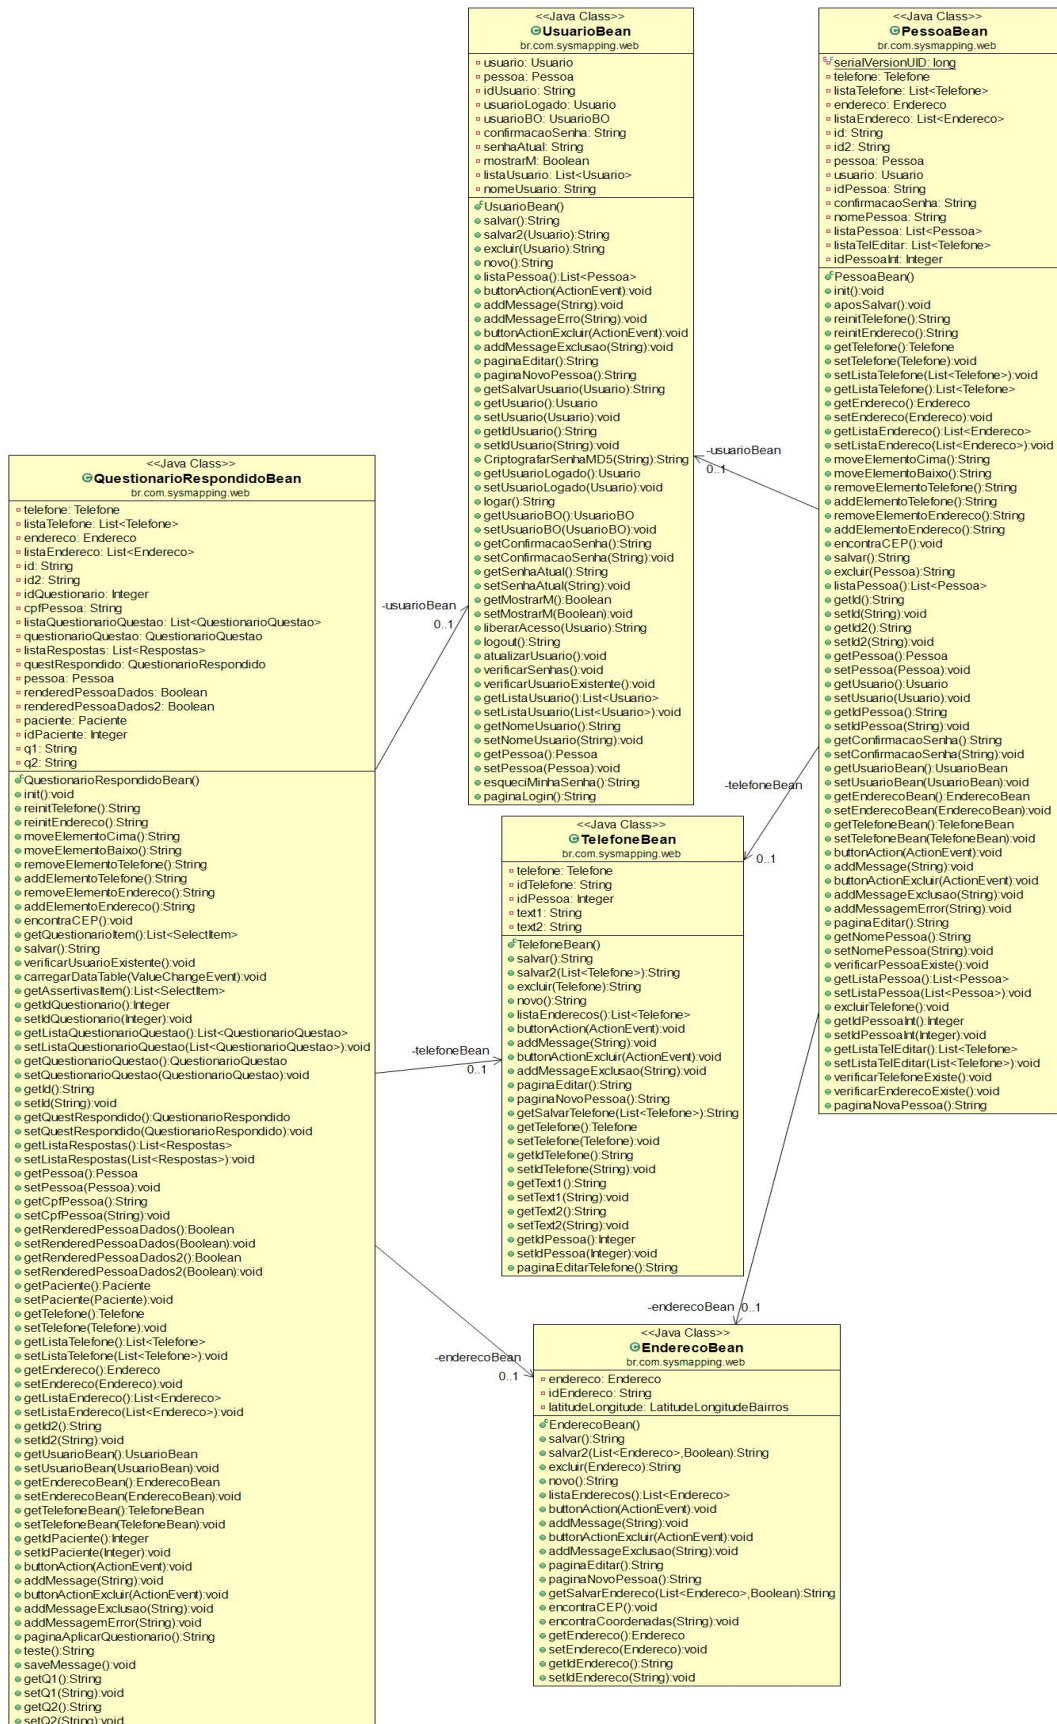 <<Java Class>>
UsuarioBean
br.com.sysmapping.web
usuario: Usuario
pessoa: Pessoa
idUsuario: String
usuarioLogado: Usuario
usuarioBO: UsuarioBO
confirmacaoSenha: String
senhaAtual: String
mostrarM: Boolean
listaUsuario: List<Usuario>
nomeUsuario: String
UsuarioBean()
salvar():String
salvar2(Usuario):String
excluir(Usuario):String
novo():String
listaPessoa():List<Pessoa>
buttonAction(ActionEvent):void
addMessage(String):void
addMessageErro(String):void
buttonActionExcluir(ActionEvent):void
addMessageExclusao(String):void
paginaEditar():String
paginaNovoPessoa():String
getSalvarUsuario(Usuario):String
getUsuario():Usuario
setUsuario(Usuario):void
getIdUsuario():String
setIdUsuario(String):void
CriptografarSenhaMD5(String):String
getUsuarioLogado():Usuario
setUsuarioLogado(Usuario):void
logar():String
getUsuarioBO():UsuarioBO
setUsuarioBO(UsuarioBO):void
getConfirmacaoSenha():String
setConfirmacaoSenha(String):void
getSenhaAtual():String
setSenhaAtual(String):void
getMostrarM():Boolean
setMostrarM(Boolean):void
liberarAcesso(Usuario):String
logout():String
atualizarUsuario():void
verificarSenhas():void
verificarUsuarioExistente():void
getListaUsuario():List<Usuario>
setListaUsuario(List<Usuario>):void
getNomeUsuario():String
setNomeUsuario(String):void
getPessoa():Pessoa
setPessoa(Pessoa):void
esqueciMinhaSenha():String
paginaLogin():String
<<Java Class>>
PessoaBean
br.com.sysmapping.web
serialVersionUID: long
telefone: Telefone
listaTelefone: List<Telefone>
endereco: Endereco
listaEndereco: List<Endereco>
id: String
id2: String
pessoa: Pessoa
usuario: Usuario
idPessoa: String
confirmacaoSenha: String
nomePessoa: String
listaPessoa: List<Pessoa>
listaTelEditar: List<Telefone>
idPessoaInt: Integer
PessoaBean()
init():void
aposSalvar():void
reinitTelefone():String
reinitEndereco():String
getTelefone():Telefone
setTelefone(Telefone):void
setListaTelefone(List<Telefone>):void
getListaTelefone():List<Telefone>
getEndereco():Endereco
setEndereco(Endereco):void
getListaEndereco():List<Endereco>
setListaEndereco(List<Endereco>):void
moveElementoCima():String
moveElementoBaixo():String
removeElementoTelefone():String
addElementoTelefone():String
removeElementoEndereco():String
addElementoEndereco():String
encontraCEP():void
salvar():String
excluir(Pessoa):String
listaPessoa():List<Pessoa>
getId():String
setId(String):void
getId2():String
setId2(String):void
getPessoa():Pessoa
setPessoa(Pessoa):void
getUsuario():Usuario
setUsuario(Usuario):void
getIdPessoa():String
setIdPessoa(String):void
getConfirmacaoSenha():String
setConfirmacaoSenha(String):void
getUsuarioBean():UsuarioBean
setUsuarioBean(UsuarioBean):void
getEnderecoBean():EnderecoBean
setEnderecoBean(EnderecoBean):void
getTelefoneBean():TelefoneBean
setTelefoneBean(TelefoneBean):void
buttonAction(ActionEvent):void
addMessage(String):void
buttonActionExcluir(ActionEvent):void
addMessageExclusao(String):void
addMessagemError(String):void
paginaEditar():String
getNomePessoa():String
setNomePessoa(String):void
verificarPessoaExiste():void
getListaPessoa():List<Pessoa>
setListaPessoa(List<Pessoa>):void
excluirTelefone():void
getIdPessoaInt():Integer
setIdPessoaInt(Integer):void
getListaTelEditar():List<Telefone>
setListaTelEditar(List<Telefone>):void
verificarTelefoneExiste():void
verificarEnderecoExiste():void
paginaNovaPessoa():String
-usuarioBean
0..1
<<Java Class>>
QuestionarioRespondidoBean
br.com.sysmapping.web
telefone: Telefone
listaTelefone: List<Telefone>
endereco: Endereco
listaEndereco: List<Endereco>
id: String
id2: String
idQuestionario: Integer
cpfPessoa: String
listaQuestionarioQuestao: List<QuestionarioQuestao>
questionarioQuestao: QuestionarioQuestao
listaRespostas: List<Respostas>
questRespondido: QuestionarioRespondido
pessoa: Pessoa
renderedPessoaDados: Boolean
renderedPessoaDados2: Boolean
paciente: Paciente
idPaciente: Integer
q1: String
q2: String
QuestionarioRespondidoBean()
init():void
reinitTelefone():String
reinitEndereco():String
moveElementoCima():String
moveElementoBaixo():String
removeElementoTelefone():String
addElementoTelefone():String
removeElementoEndereco():String
addElementoEndereco():String
encontraCEP():void
getQuestionarioItem():List<SelectItem>
salvar():String
verificarUsuarioExistente():void
carregarDataTable(ValueChangeEvent):void
getAssertivasItem():List<SelectItem>
getIdQuestionario():Integer
setIdQuestionario(Integer):void
getListaQuestionarioQuestao():List<QuestionarioQuestao>
setListaQuestionarioQuestao(List<QuestionarioQuestao>):void
getQuestionarioQuestao():QuestionarioQuestao
setQuestionarioQuestao(QuestionarioQuestao):void
getId():String
setId(String):void
getQuestRespondido():QuestionarioRespondido
setQuestRespondido(QuestionarioRespondido):void
getListaRespostas():List<Respostas>
setListaRespostas(List<Respostas>):void
getPessoa():Pessoa
setPessoa(Pessoa):void
getCpfPessoa():String
setCpfPessoa(String):void
getRenderedPessoaDados():Boolean
setRenderedPessoaDados(Boolean):void
getRenderedPessoaDados2():Boolean
setRenderedPessoaDados2(Boolean):void
getPaciente():Paciente
setPaciente(Paciente):void
getTelefone():Telefone
setTelefone(Telefone):void
getListaTelefone():List<Telefone>
setListaTelefone(List<Telefone>):void
getEndereco():Endereco
setEndereco(Endereco):void
getListaEndereco():List<Endereco>
setListaEndereco(List<Endereco>):void
getId2():String
setId2(String):void
getUsuarioBean():UsuarioBean
setUsuarioBean(UsuarioBean):void
getEnderecoBean():EnderecoBean
setEnderecoBean(EnderecoBean):void
getTelefoneBean():TelefoneBean
setTelefoneBean(TelefoneBean):void
getIdPaciente():Integer
setIdPaciente(Integer):void
buttonAction(ActionEvent):void
addMessage(String):void
buttonActionExcluir(ActionEvent):void
addMessageExclusao(String):void
addMessagemError(String):void
paginaAplicarQuestionario():String
teste():String
saveMessage():void
getQ1():String
setQ1(String):void
getQ2():String
setQ2(String):void
-usuarioBean
0..1
-telefoneBean
0..1
<<Java Class>>
TelefoneBean
br.com.sysmapping.web
telefone: Telefone
idTelefone: String
idPessoa: Integer
text1: String
text2: String
TelefoneBean()
salvar():String
salvar2(List<Telefone>):String
excluir(Telefone):String
novo():String
listaEnderecos():List<Telefone>
buttonAction(ActionEvent):void
addMessage(String):void
buttonActionExcluir(ActionEvent):void
addMessageExclusao(String):void
paginaEditar():String
paginaNovoPessoa():String
getSalvarTelefone(List<Telefone>):String
getTelefone():Telefone
setTelefone(Telefone):void
getIdTelefone():String
setIdTelefone(String):void
getText1():String
setText1(String):void
getText2():String
setText2(String):void
getIdPessoa():Integer
setIdPessoa(Integer):void
paginaEditarTelefone():String
-telefoneBean
0..1
-enderecoBean
0..1
-enderecoBean
0..1
<<Java Class>>
EnderecoBean
br.com.sysmapping.web
endereco: Endereco
idEndereco: String
latitudeLongitude: LatitudeLongitudeBairros
EnderecoBean()
salvar():String
salvar2(List<Endereco>,Boolean):String
excluir(Endereco):String
novo():String
listaEnderecos():List<Endereco>
buttonAction(ActionEvent):void
addMessage(String):void
buttonActionExcluir(ActionEvent):void
addMessageExclusao(String):void
paginaEditar():String
paginaNovoPessoa():String
getSalvarEndereco(List<Endereco>,Boolean):String
encontraCEP():void
encontraCoordenadas(String):void
getEndereco():Endereco
setEndereco(Endereco):void
getIdEndereco():String
setIdEndereco(String):void